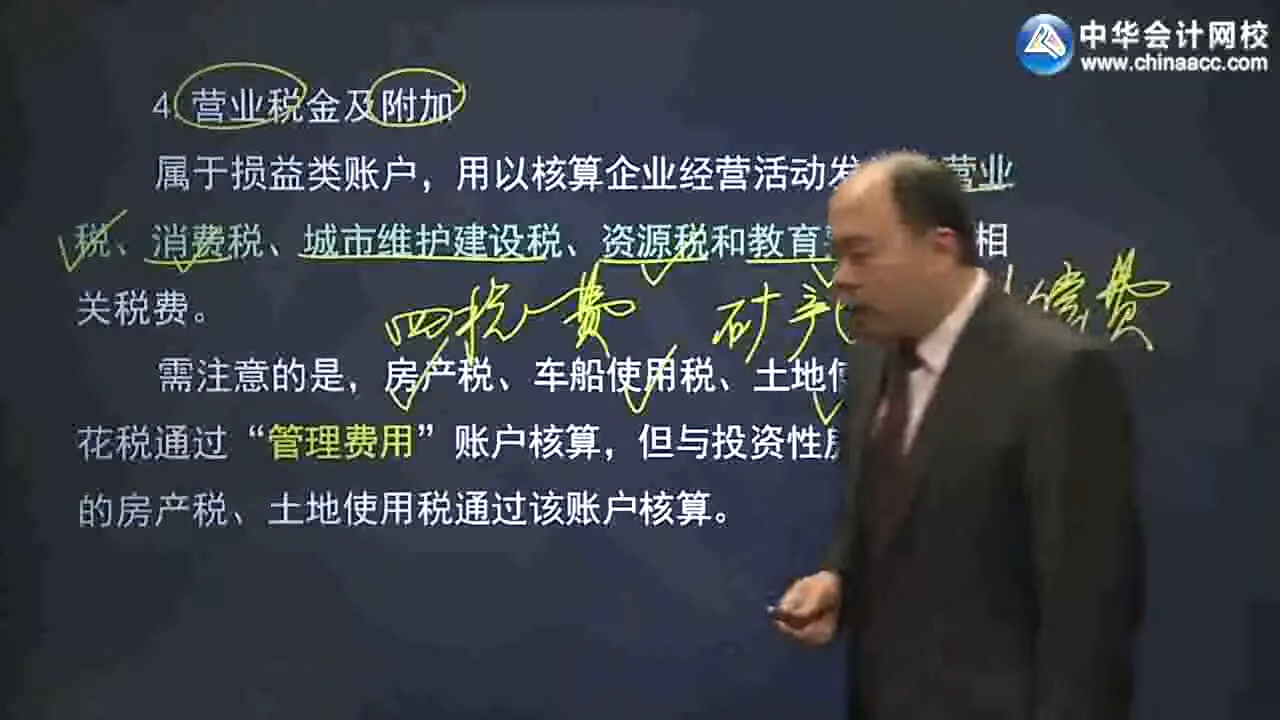 中华会计网校
www.chinaacc.com
4.营业税金及附加
属于损益类账户，用以核算企业经营活动发 营业
税、消费税、城市维护建设税、资源税和教育 相
关税费。
四税一费 矿产 偿费
需注意的是，房产税、车船使用税、土地使
花税通过“管理费用”账户核算，但与投资性房
的房产税、土地使用税通过该账户核算。